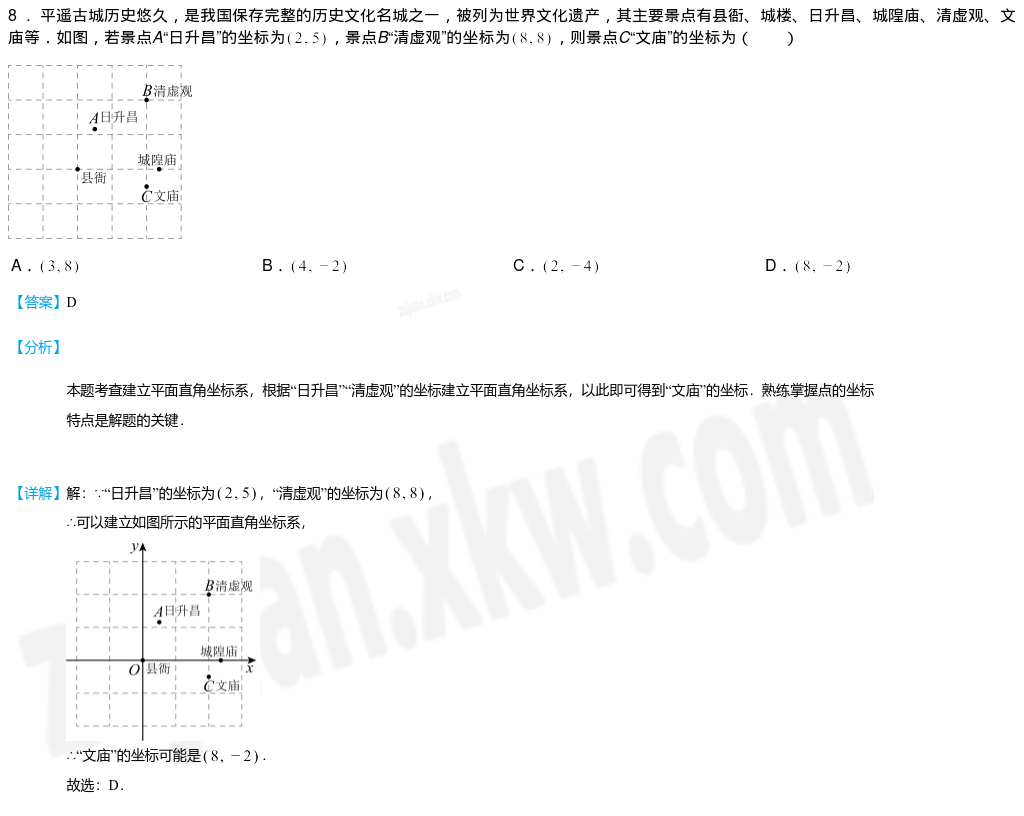 8．平遥古城历史悠久，是我国保存完整的历史文化名城之一，被列为世界文化遗产，其主要景点有县衙、城楼、日升昌、城隍庙、清虚观、文
庙等．如图，若景点A“日升昌”的坐标为(2, 5)，景点B“清虚观”的坐标为(8, 8)，则景点C“文庙”的坐标为（　　）
B清虚观
A日升昌
城隍庙
县衙
C文庙
A．(3, 8) B．(4, －2) C．(2, －4) D．(8, －2)
【答案】D
zujuan.xkw.com
【分析】
本题考查建立平面直角坐标系，根据“日升昌”“清虚观”的坐标建立平面直角坐标系，以此即可得到“文庙”的坐标．熟练掌握点的坐标
特点是解题的关键．
【详解】解：∵“日升昌”的坐标为(2, 5)，“清虚观”的坐标为(8, 8)，
∴可以建立如图所示的平面直角坐标系，
y
B清虚观
A日升昌
城隍庙
O县衙 x
C文庙
∴“文庙”的坐标可能是(8, －2)．
故选：D．